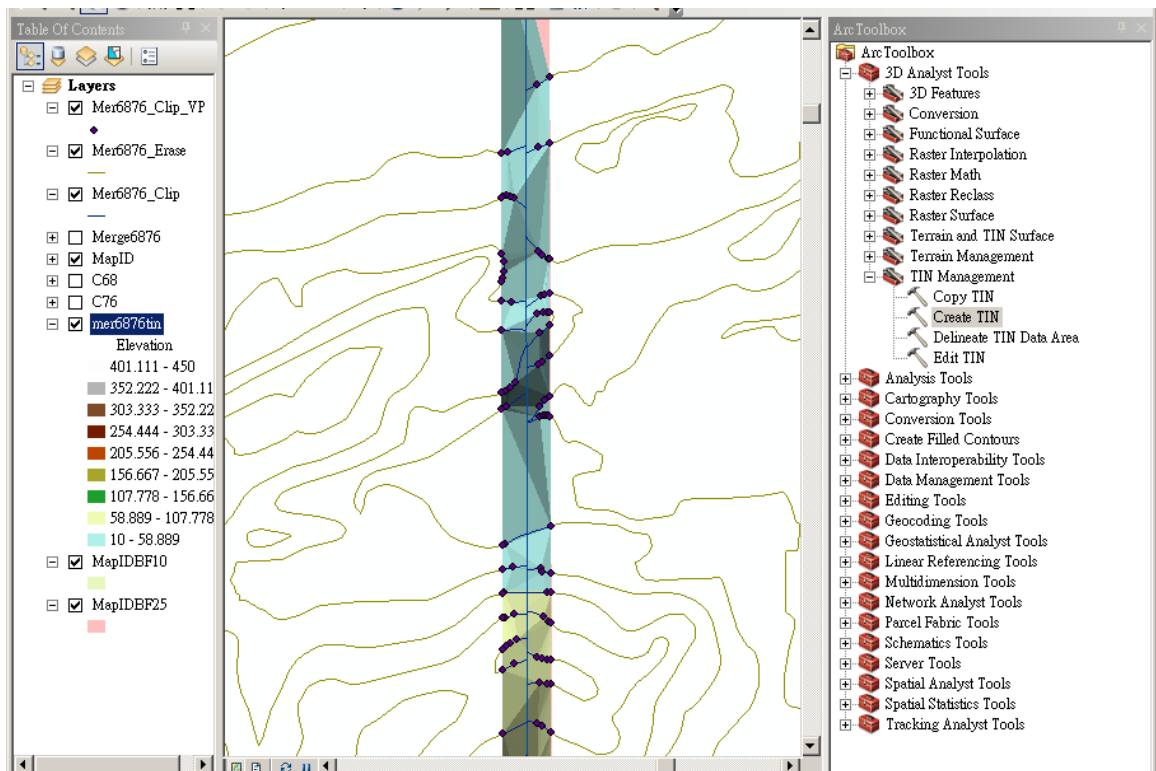 Table Of Contents
Layers
Mer6876_Clip_VP
Mer6876_Erase
Mer6876_Clip
Merge6876
MapID
C68
C76
mer6876tin
Elevation
401.111 - 450
352.222 - 401.11
303.333 - 352.22
254.444 - 303.33
205.556 - 254.44
156.667 - 205.55
107.778 - 156.66
58.889 - 107.778
10 - 58.889
MapIDBF10
MapIDBF25
ArcToolbox
ArcToolbox
3D Analyst Tools
3D Features
Conversion
Functional Surface
Raster Interpolation
Raster Math
Raster Reclass
Raster Surface
Terrain and TIN Surface
Terrain Management
TIN Management
Copy TIN
Create TIN
Delineate TIN Data Area
Edit TIN
Analysis Tools
Cartography Tools
Conversion Tools
Create Filled Contours
Data Interoperability Tools
Data Management Tools
Editing Tools
Geocoding Tools
Geostatistical Analyst Tools
Linear Referencing Tools
Multidimension Tools
Network Analyst Tools
Parcel Fabric Tools
Schematics Tools
Server Tools
Spatial Analyst Tools
Spatial Statistics Tools
Tracking Analyst Tools